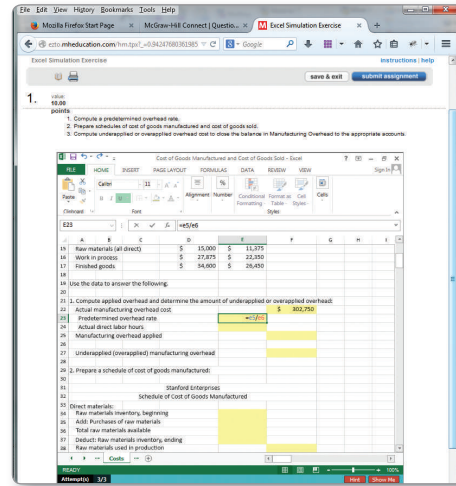 File Edit View History Bookmarks Tools Help
Mozilla Firefox Start Page × McGraw-Hill Connect | Questio... × Excel Simulation Exercise × +
ezto.mheducation.com/hm.tpx?_=0.94247680361985
Google
Excel Simulation Exercise instructions | help
save & exit submit assignment
1. value:
10.00
points
1. Compute a predetermined overhead rate.
2. Prepare schedules of cost of goods manufactured and cost of goods sold.
3. Compute underapplied or overapplied overhead cost to close the balance in Manufacturing Overhead to the appropriate accounts.
Cost of Goods Manufactured and Cost of Goods Sold - Excel
FILE HOME INSERT PAGE LAYOUT FORMULAS DATA REVIEW VIEW Sign In
Calibri 11
Paste B I U Alignment Number Conditional Formatting Format as Table Cell Styles Cells
Clipboard Font Styles
E23 fx =e5/e6
A B C D E F G H I
15 Raw materials (all direct) $ 15,000 $ 11,375
16 Work in process $ 27,875 $ 22,350
17 Finished goods $ 34,600 $ 26,450
18
19 Use the data to answer the following.
20
21 1. Compute applied overhead and determine the amount of underapplied or overapplied overhead:
22 Actual manufacturing overhead cost $ 302,750
23 Predetermined overhead rate =e5/e6
24 Actual direct labor hours
25 Manufacturing overhead applied
26
27 Underapplied (overapplied) manufacturing overhead
28
29 2. Prepare a schedule of cost of goods manufactured:
30
31 Stanford Enterprises
32 Schedule of Cost of Goods Manufactured
33 Direct materials:
34 Raw materials inventory, beginning
35 Add: Purchases of raw materials
36 Total raw materials available
37 Deduct: Raw materials inventory, ending
38 Raw materials used in production
... Costs ...
READY 100%
Attempt(s) 3/3 Hint Show Me